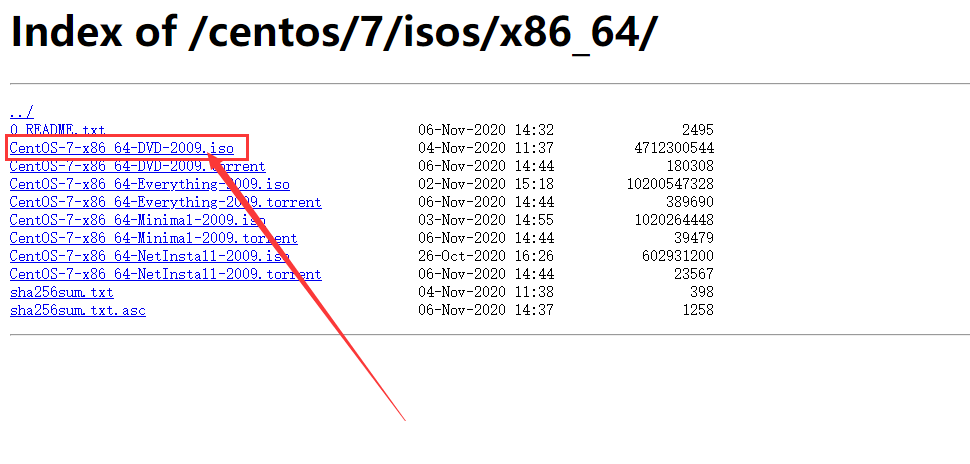 Index of /centos/7/isos/x86_64/
../
0_README.txt 06-Nov-2020 14:32 2495
CentOS-7-x86_64-DVD-2009.iso 04-Nov-2020 11:37 4712300544
CentOS-7-x86_64-DVD-2009.torrent 06-Nov-2020 14:44 180308
CentOS-7-x86_64-Everything-2009.iso 02-Nov-2020 15:18 10200547328
CentOS-7-x86_64-Everything-2009.torrent 06-Nov-2020 14:44 389690
CentOS-7-x86_64-Minimal-2009.iso 03-Nov-2020 14:55 1020264448
CentOS-7-x86_64-Minimal-2009.torrent 06-Nov-2020 14:44 39479
CentOS-7-x86_64-NetInstall-2009.iso 26-Oct-2020 16:26 602931200
CentOS-7-x86_64-NetInstall-2009.torrent 06-Nov-2020 14:44 23567
sha256sum.txt 04-Nov-2020 11:38 398
sha256sum.txt.asc 06-Nov-2020 14:37 1258